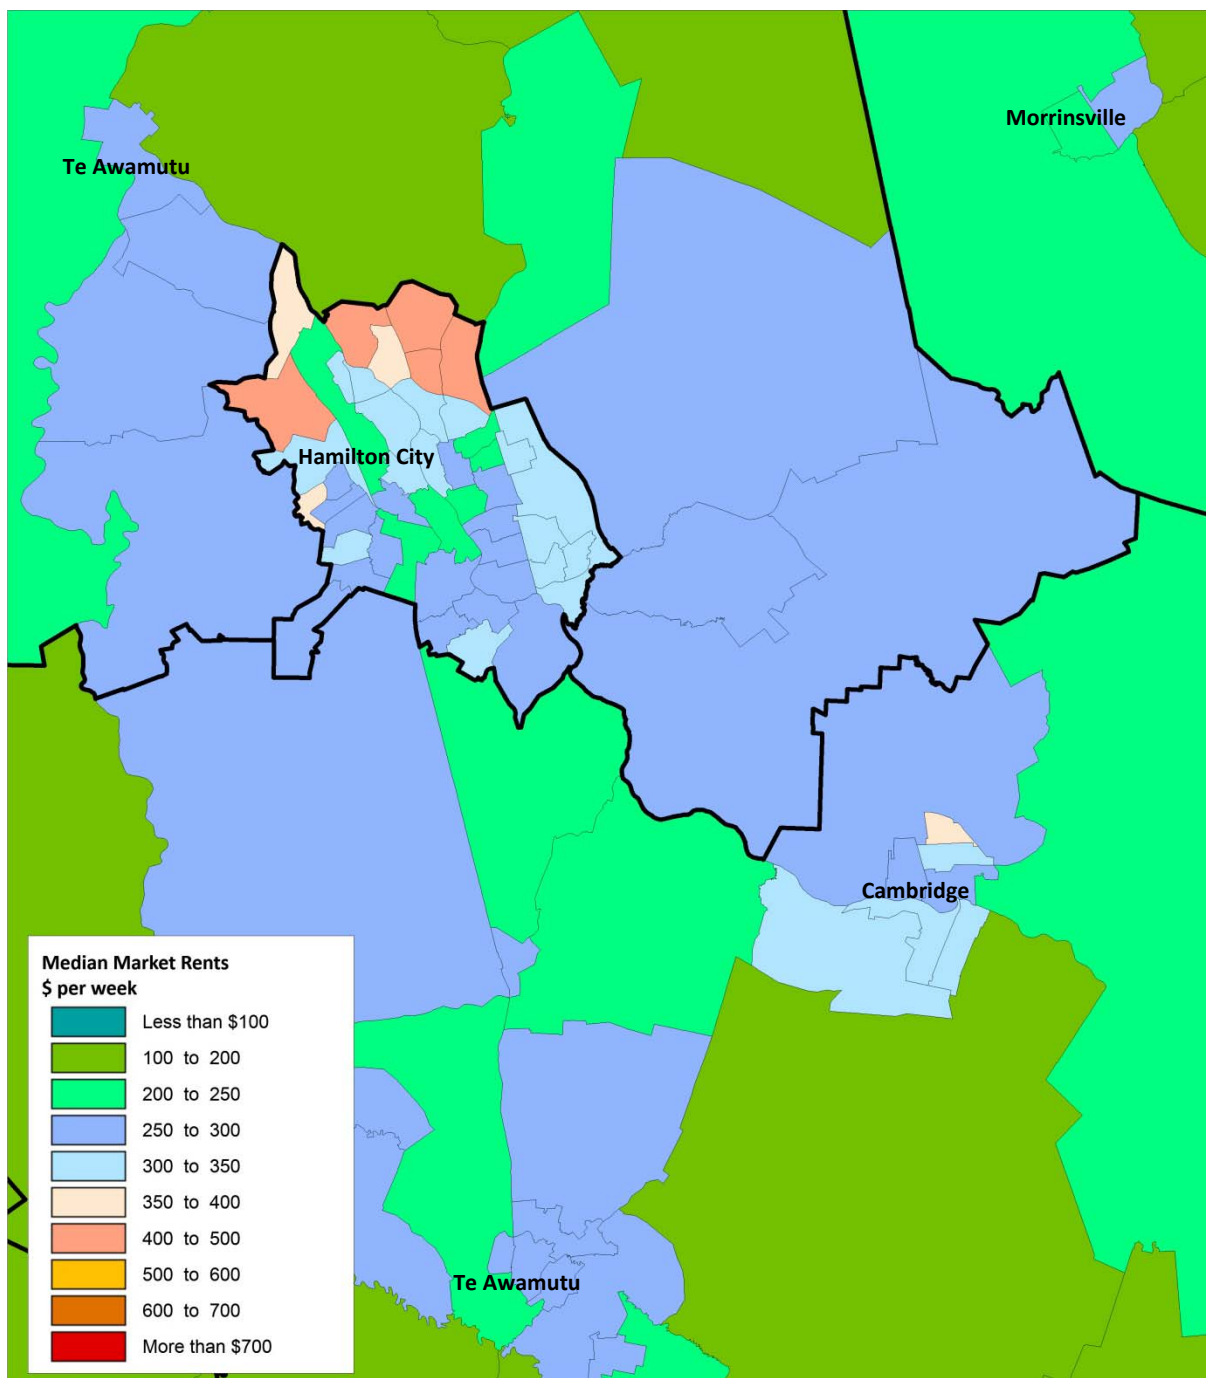 Morrinsville
Te Awamutu
Hamilton City
Cambridge
Median Market Rents
$ per week
Less than $100
100 to 200
200 to 250
250 to 300
300 to 350
350 to 400
400 to 500
500 to 600
600 to 700
More than $700
Te Awamutu